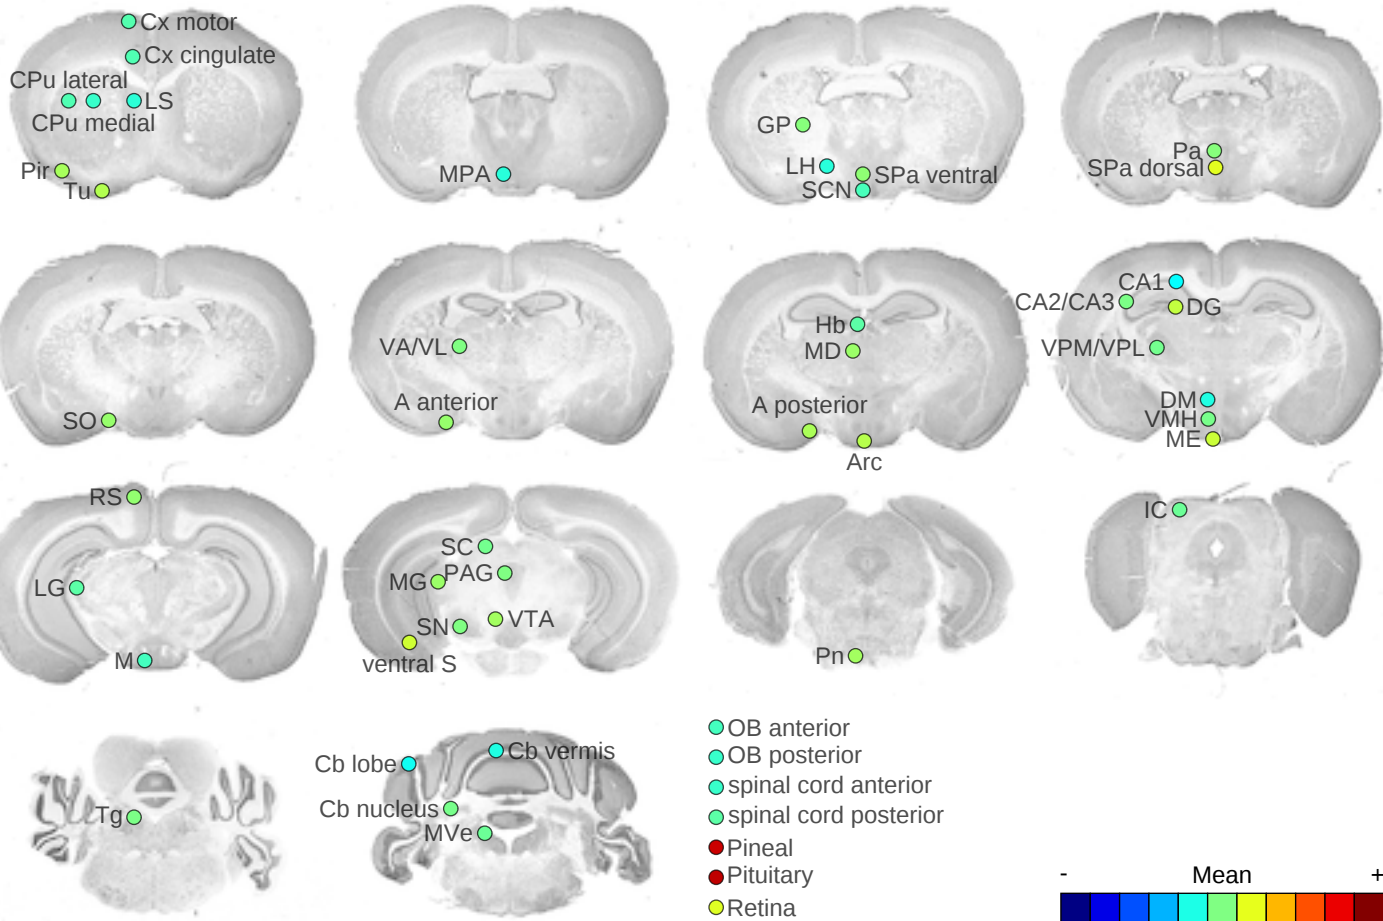 Cx motor
Cx cingulate
CPu lateral
LS
CPu medial
Pir
Tu
MPA
GP
LH
SPa ventral
SCN
Pa
SPa dorsal
SO
VA/VL
A anterior
Hb
MD
A posterior
Arc
CA1
CA2/CA3
DG
VPM/VPL
DM
VMH
ME
RS
LG
M
SC
PAG
MG
VTA
SN
ventral S
Pn
IC
Tg
Cb vermis
Cb lobe
Cb nucleus
MVe
OB anterior
OB posterior
spinal cord anterior
spinal cord posterior
Pineal
Pituitary
Retina
- Mean +